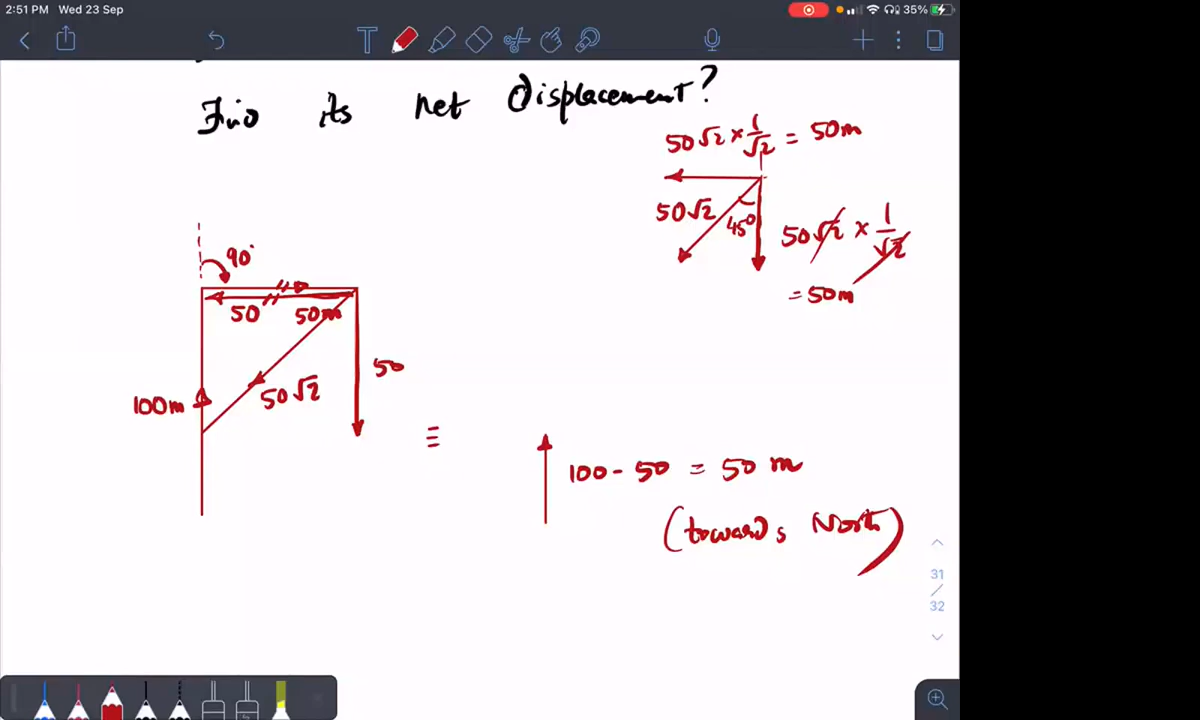 2:51 PM Wed 23 Sep
35%
Find its net displacement?
50√2 × 1/√2 = 50m
50√2
45°
50√2 × 1/√2
= 50m
90°
50
50m
50
50√2
100m
≡
100 - 50 = 50 m
(towards North)
31
/
32
T